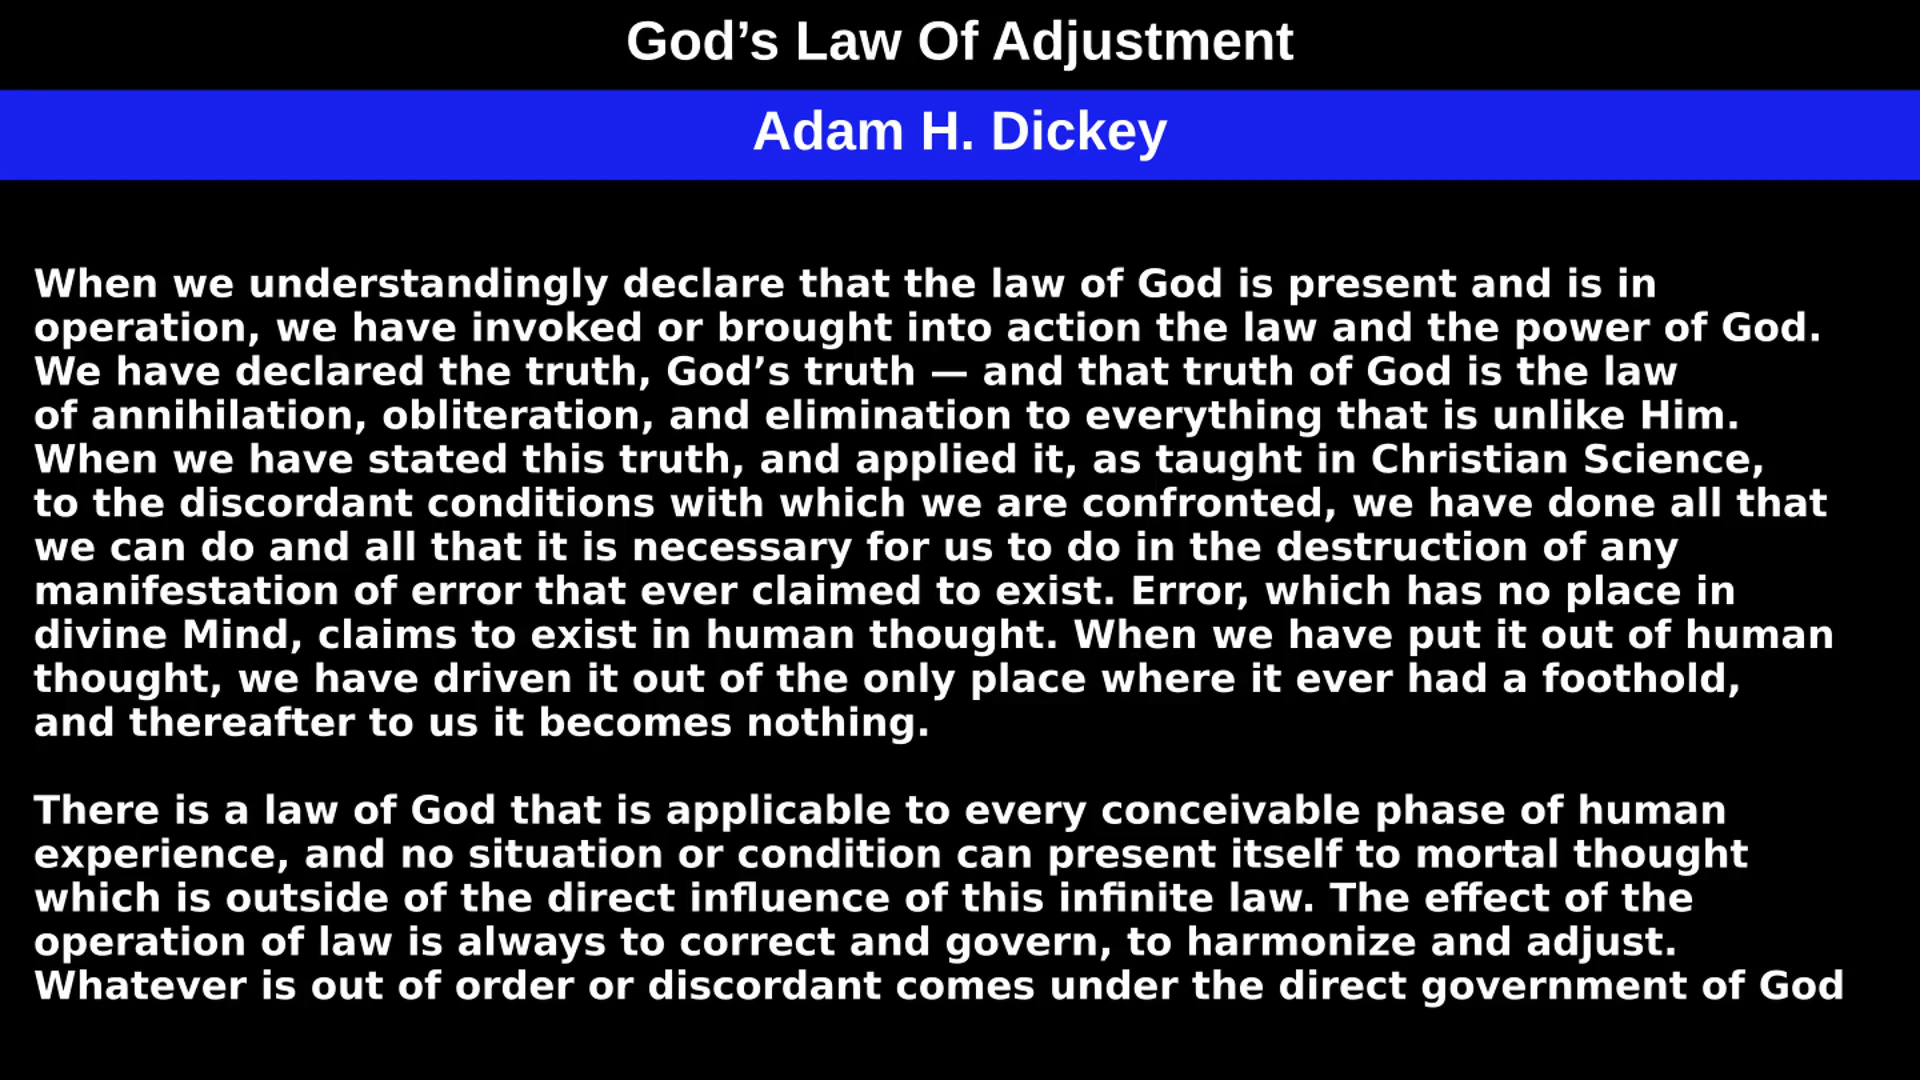 God’s Law Of Adjustment
Adam H. Dickey
When we understandingly declare that the law of God is present and is in
operation, we have invoked or brought into action the law and the power of God.
We have declared the truth, God’s truth — and that truth of God is the law
of annihilation, obliteration, and elimination to everything that is unlike Him.
When we have stated this truth, and applied it, as taught in Christian Science,
to the discordant conditions with which we are confronted, we have done all that
we can do and all that it is necessary for us to do in the destruction of any
manifestation of error that ever claimed to exist. Error, which has no place in
divine Mind, claims to exist in human thought. When we have put it out of human
thought, we have driven it out of the only place where it ever had a foothold,
and thereafter to us it becomes nothing.
There is a law of God that is applicable to every conceivable phase of human
experience, and no situation or condition can present itself to mortal thought
which is outside of the direct influence of this infinite law. The effect of the
operation of law is always to correct and govern, to harmonize and adjust.
Whatever is out of order or discordant comes under the direct government of God